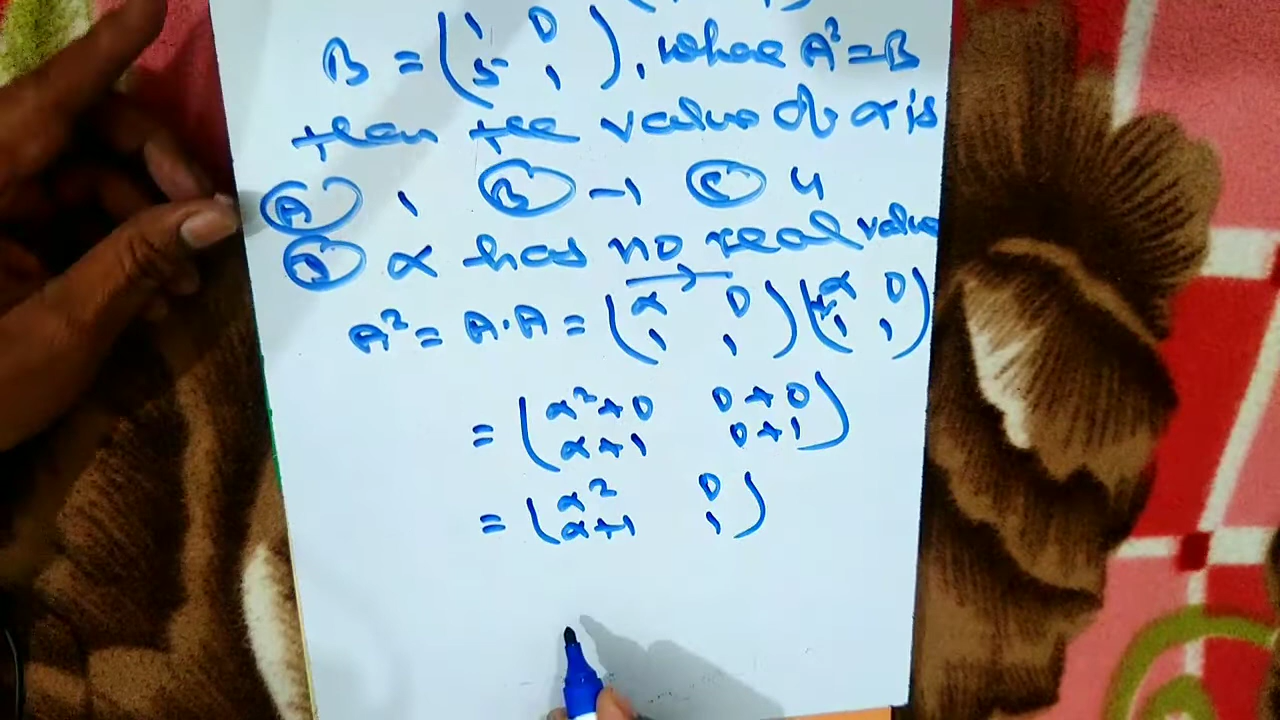 B = ( 1 0 5 1 ), where A² = B
then the value of α is
(A) 1 (B) -1 (C) 4
(D) α has no real value
A² = A·A = ( α 0 1 1 ) ( α 0 1 1 )
= ( α²+0 0+0 α+1 0+1 )
= ( α² 0 α+1 1 )